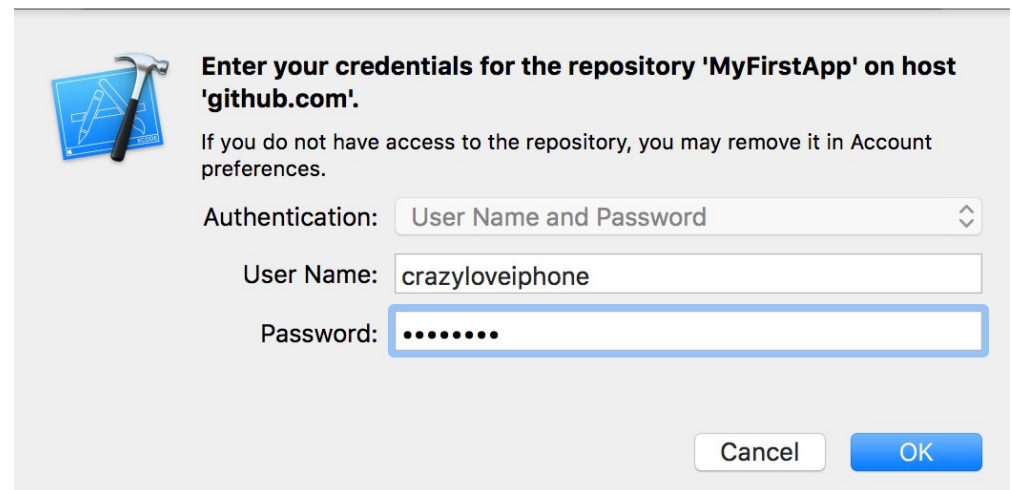 Enter your credentials for the repository 'MyFirstApp' on host
'github.com'.
If you do not have access to the repository, you may remove it in Account
preferences.
Authentication: User Name and Password
User Name: crazyloveiphone
Password: ••••••••
Cancel OK
XCODE